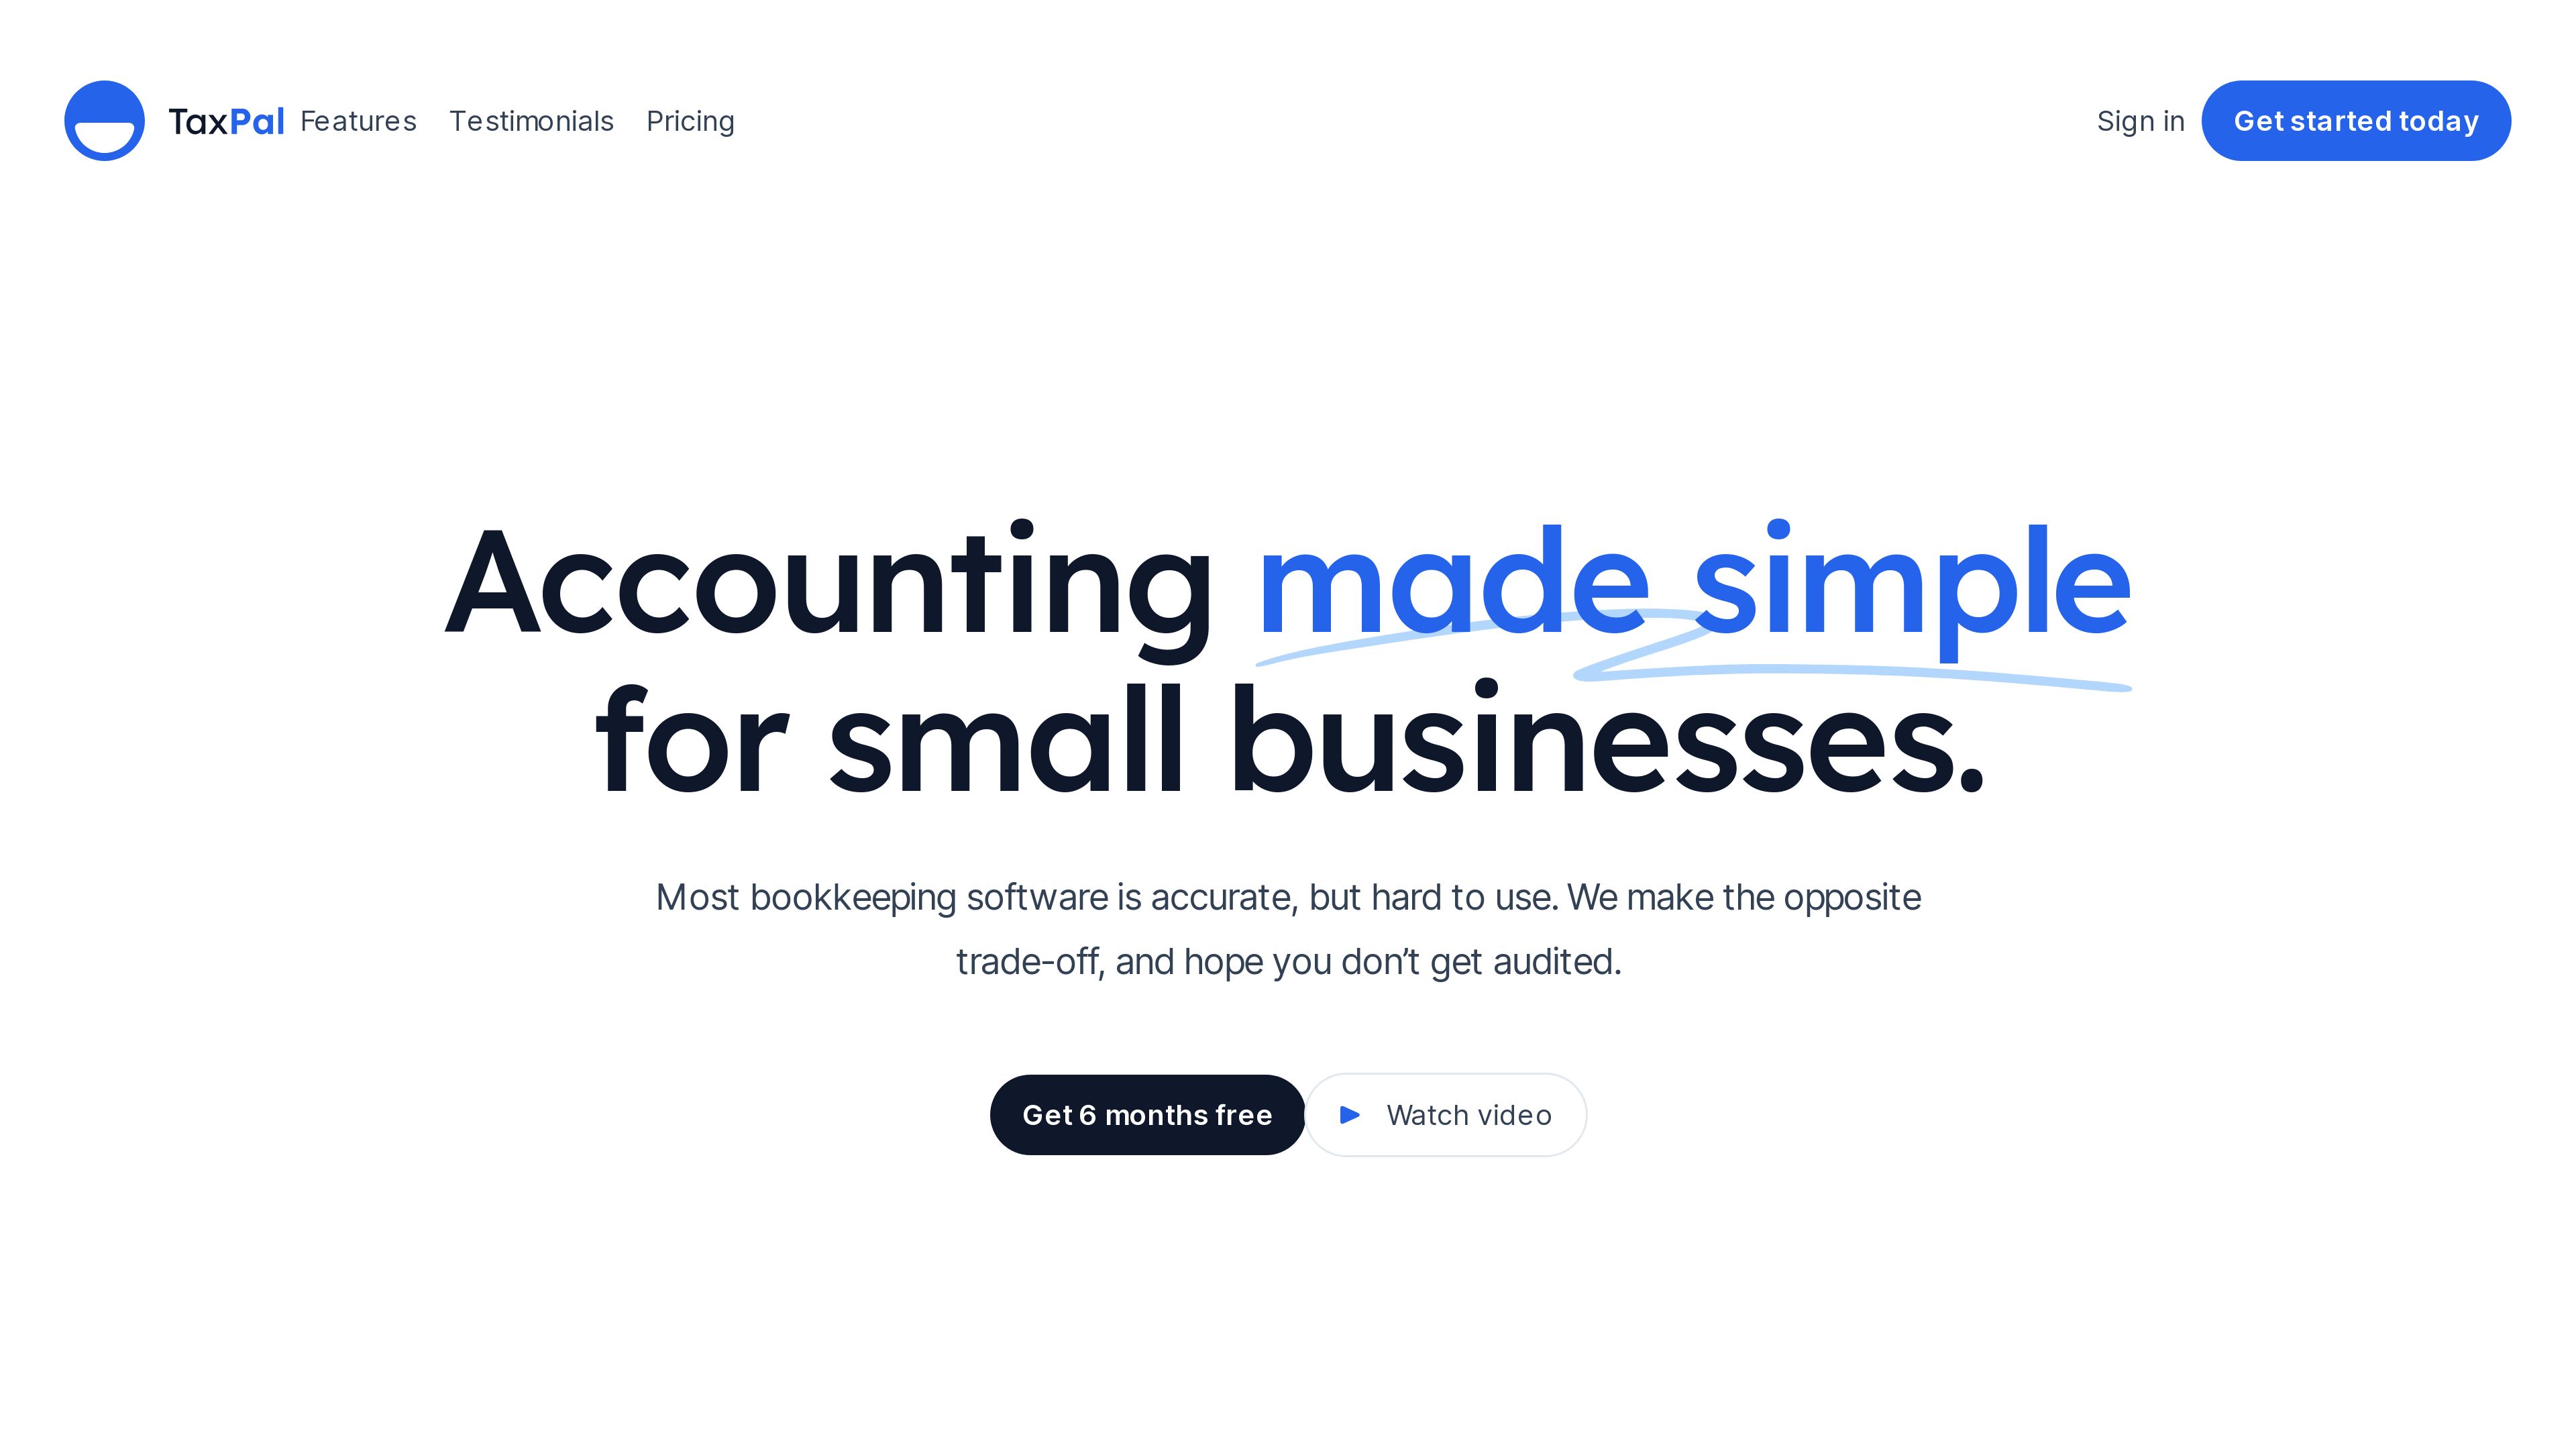 TaxPal Features Testimonials Pricing Sign in Get started today
Accounting made simple
for small businesses.
Most bookkeeping software is accurate, but hard to use. We make the opposite
trade-off, and hope you don’t get audited.
Get 6 months free Watch video